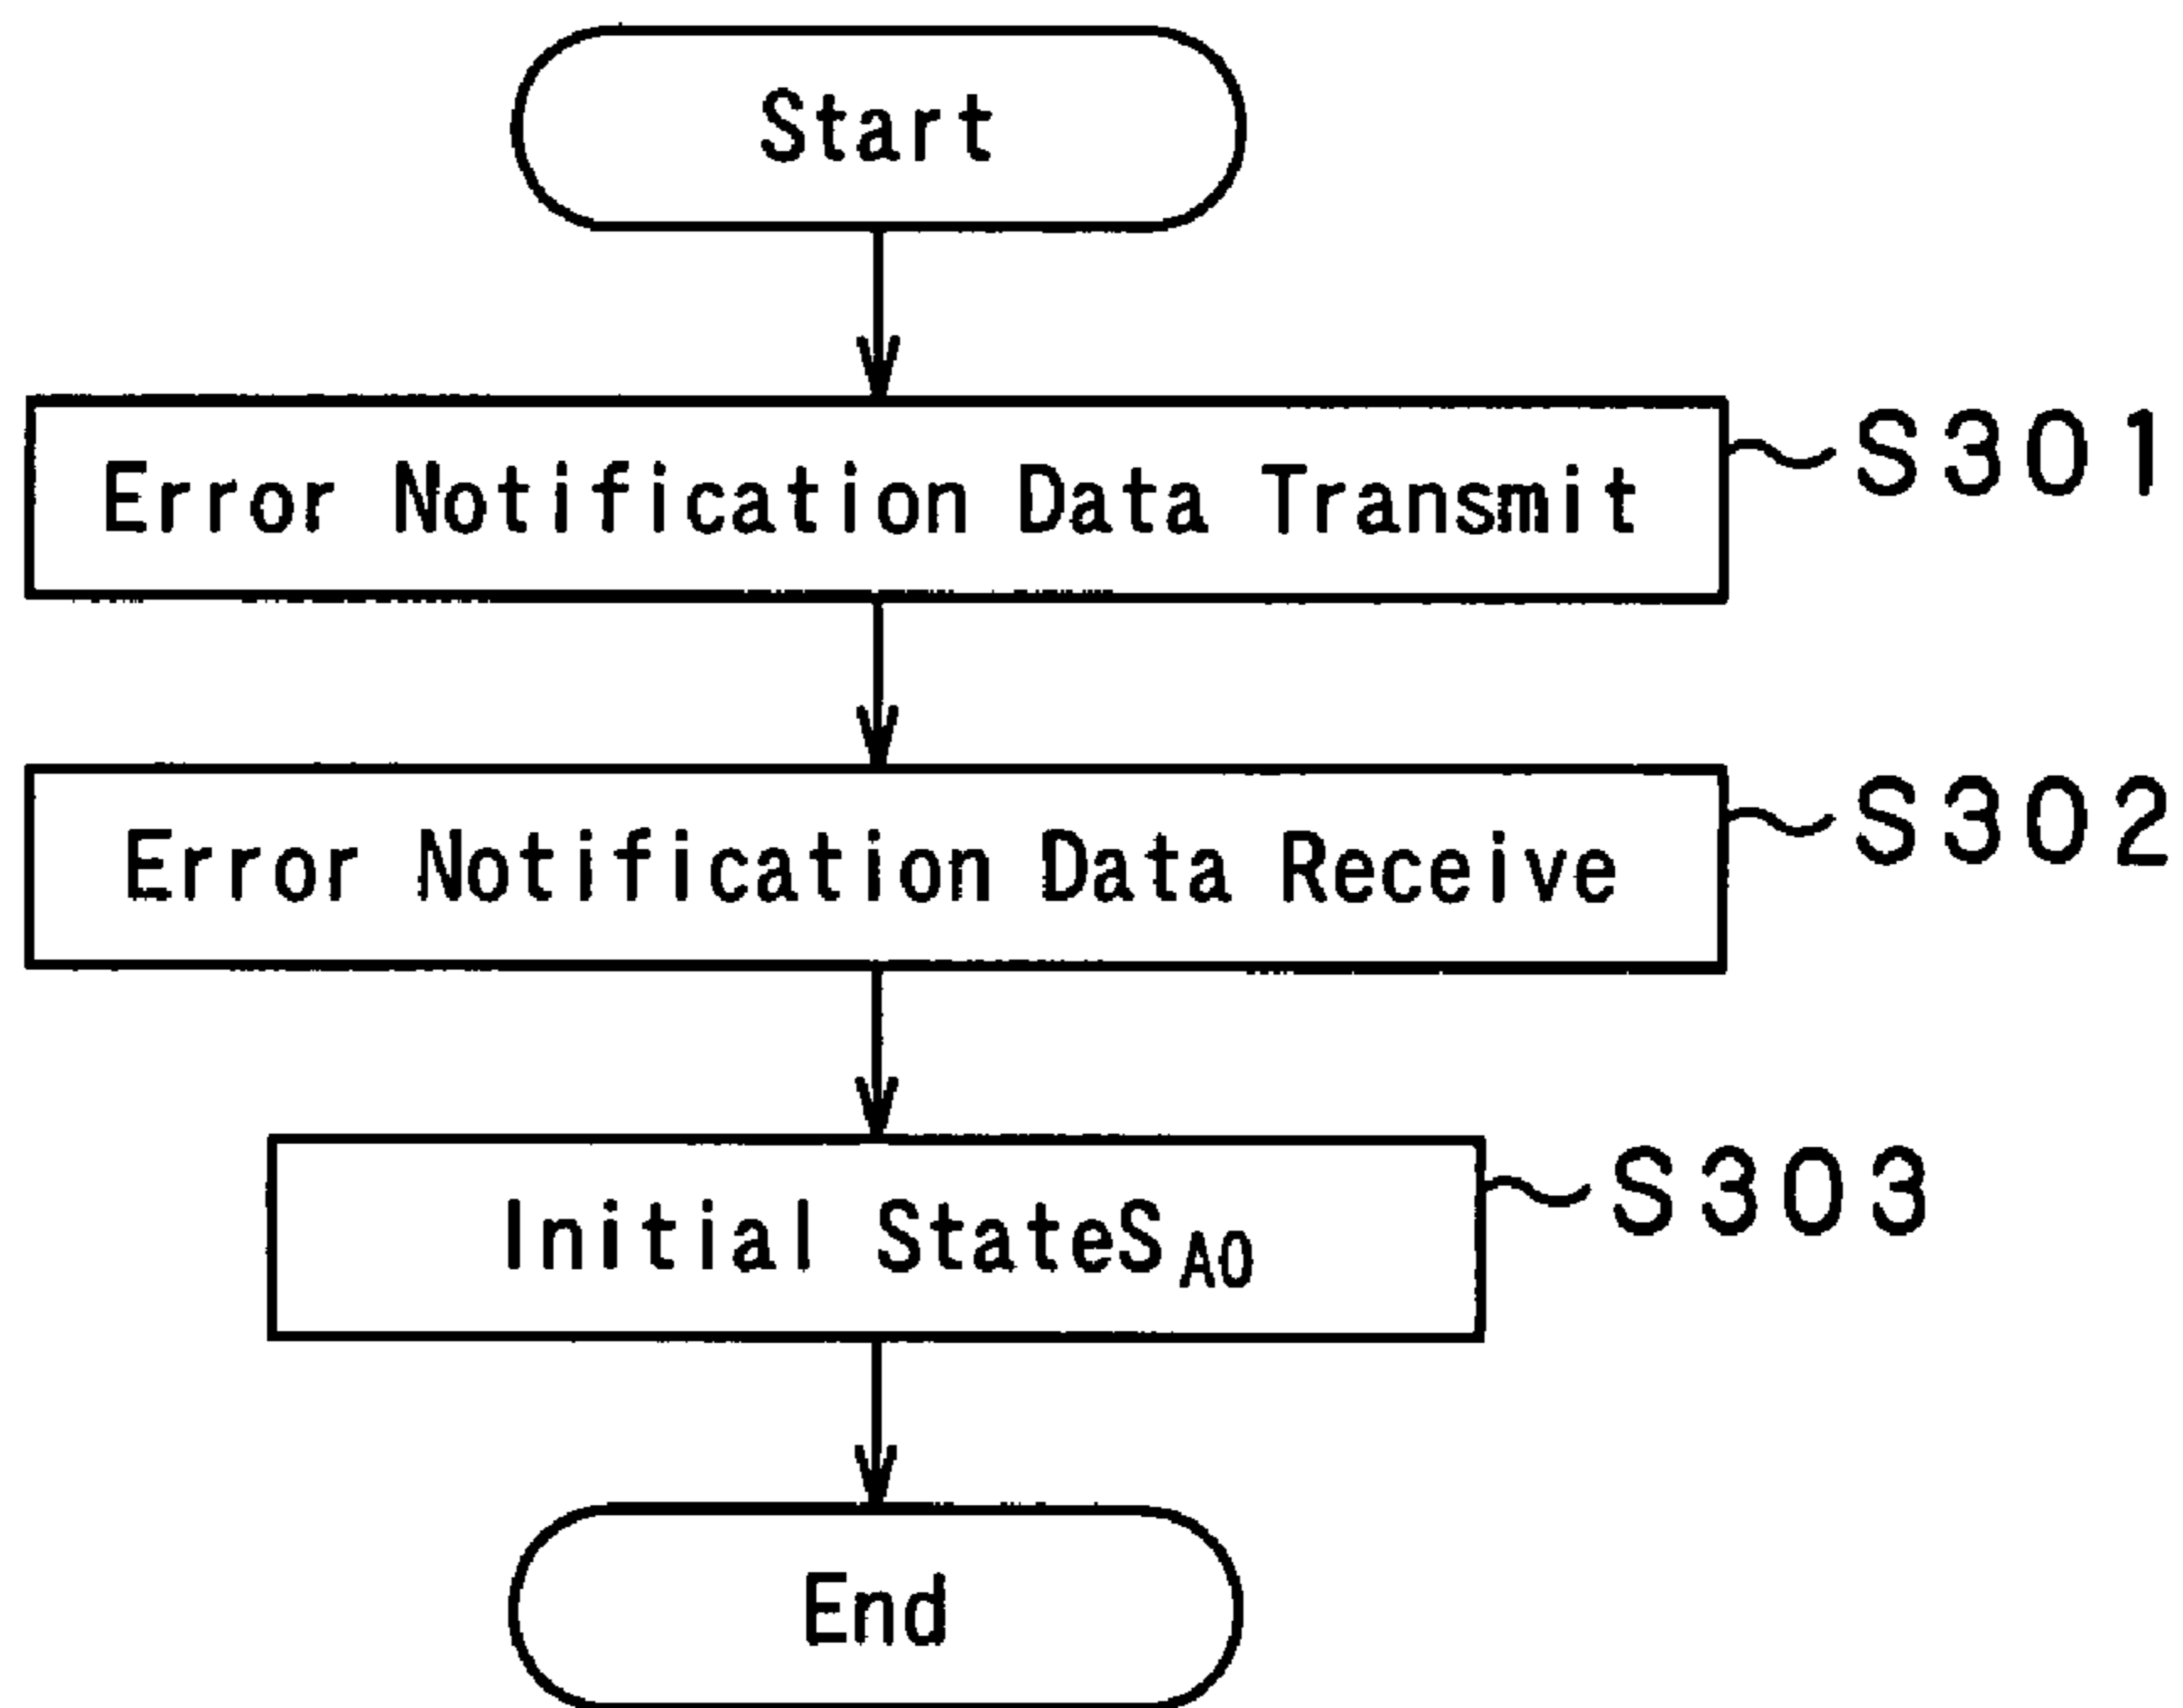 Start
Error Notification Data Transmit S301
Error Notification Data Receive S302
Initial StateS_A0 S303
End